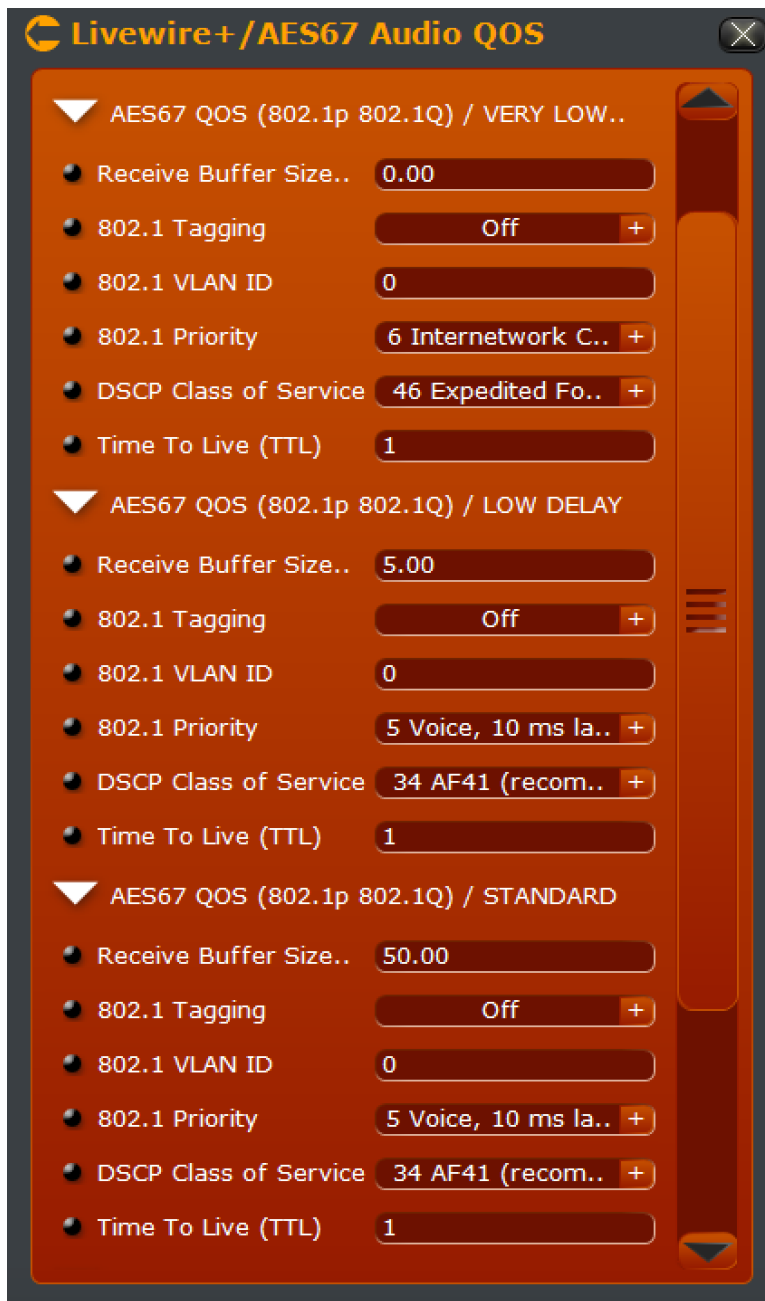 Livewire+/AES67 Audio QOS
AES67 QOS (802.1p 802.1Q) / VERY LOW..
Receive Buffer Size.. 0.00
802.1 Tagging Off +
802.1 VLAN ID 0
802.1 Priority 6 Internetwork C.. +
DSCP Class of Service 46 Expedited Fo.. +
Time To Live (TTL) 1
AES67 QOS (802.1p 802.1Q) / LOW DELAY
Receive Buffer Size.. 5.00
802.1 Tagging Off +
802.1 VLAN ID 0
802.1 Priority 5 Voice, 10 ms la.. +
DSCP Class of Service 34 AF41 (recom.. +
Time To Live (TTL) 1
AES67 QOS (802.1p 802.1Q) / STANDARD
Receive Buffer Size.. 50.00
802.1 Tagging Off +
802.1 VLAN ID 0
802.1 Priority 5 Voice, 10 ms la.. +
DSCP Class of Service 34 AF41 (recom.. +
Time To Live (TTL) 1